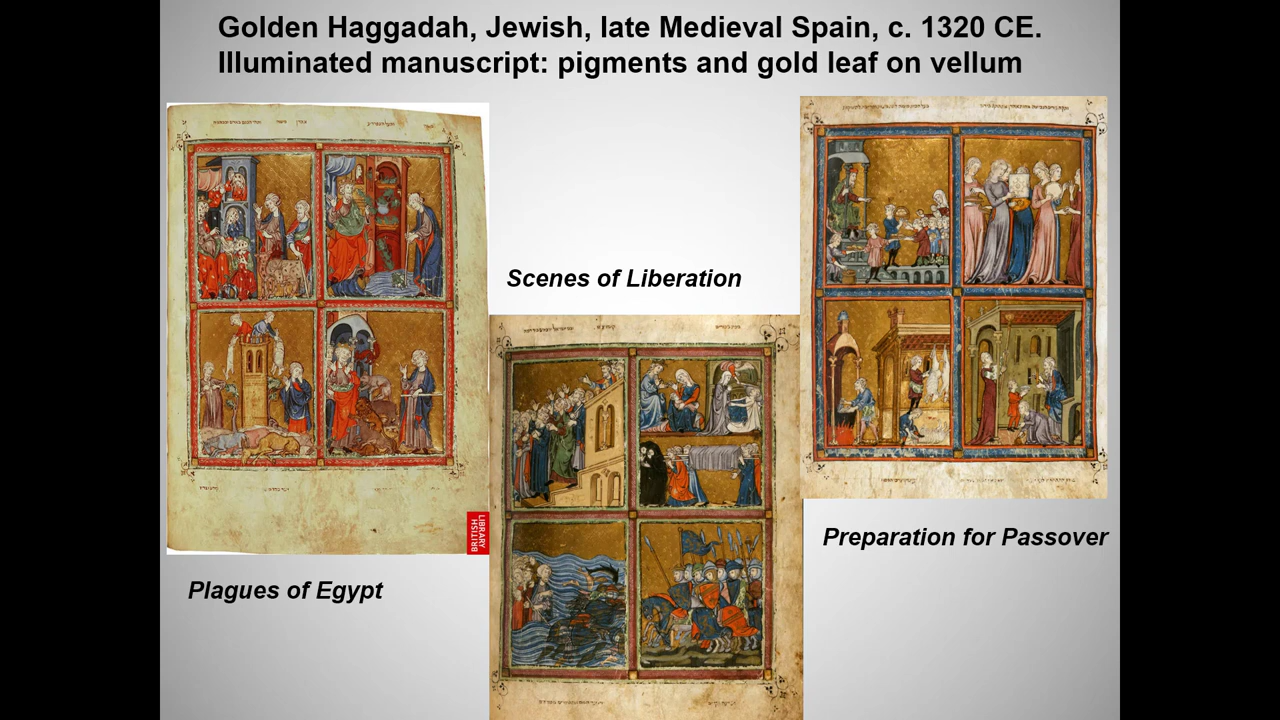 Golden Haggadah, Jewish, late Medieval Spain, c. 1320 CE.
Illuminated manuscript: pigments and gold leaf on vellum
Scenes of Liberation
Preparation for Passover
Plagues of Egypt
BRITISH
LIBRARY